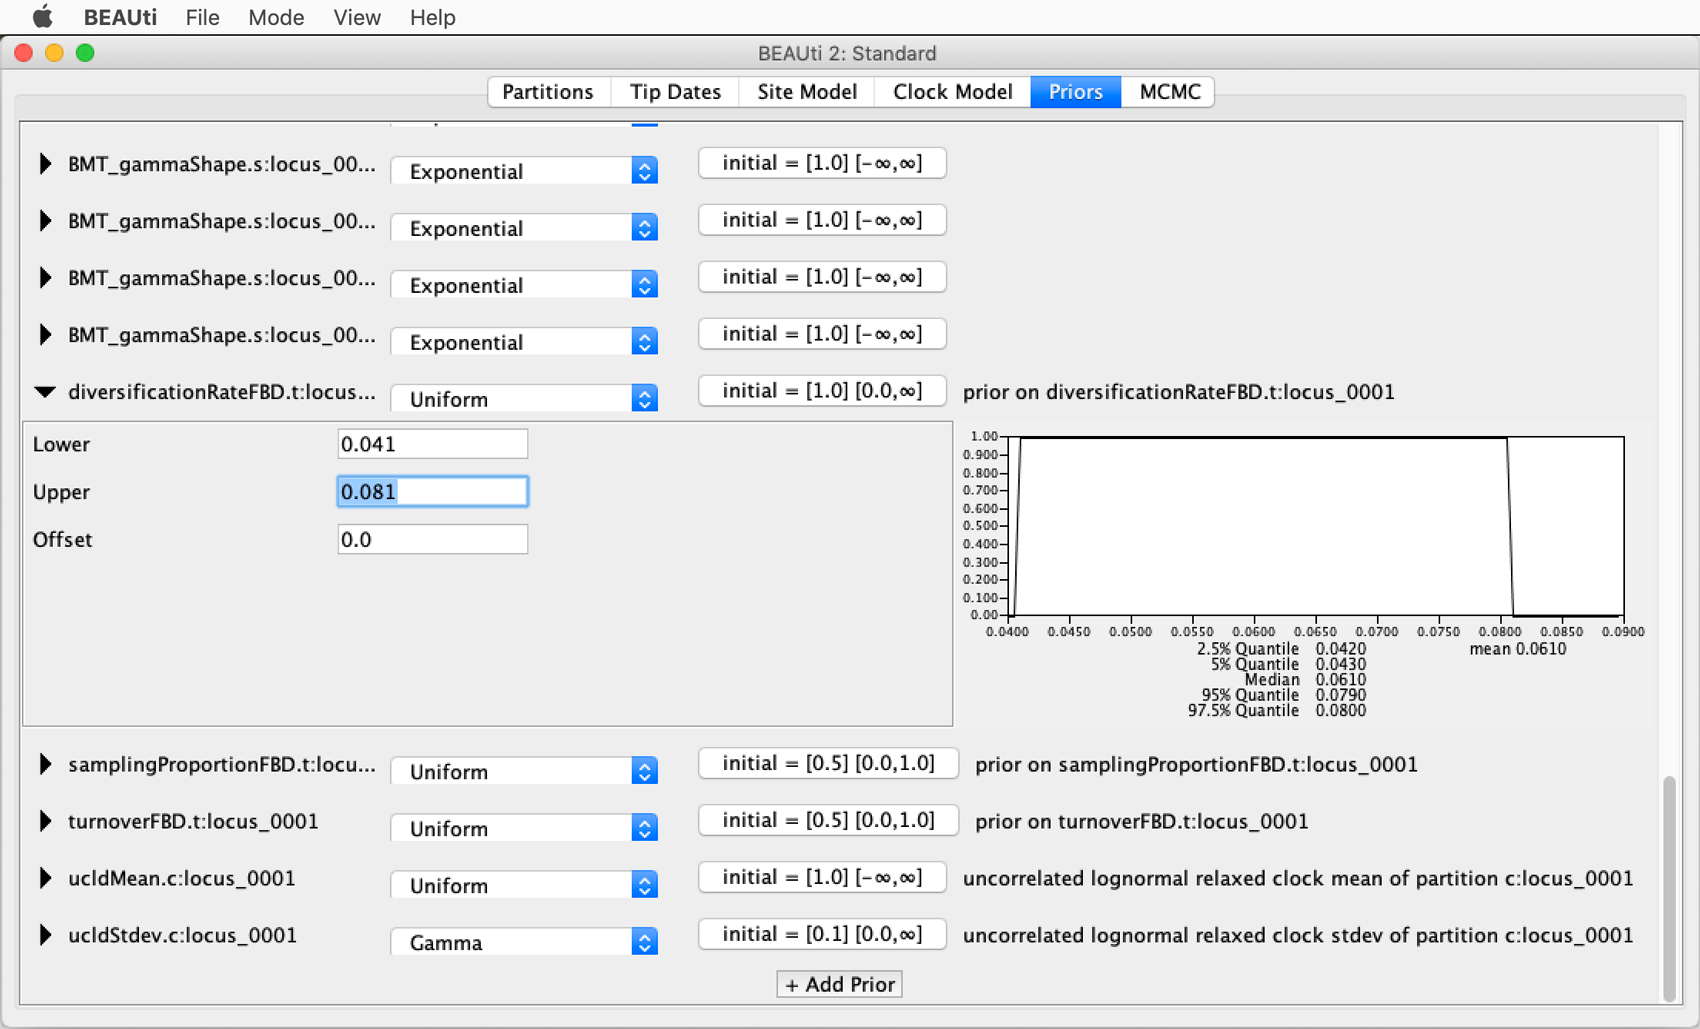 BEAUti File Mode View Help
BEAUti 2: Standard
Partitions Tip Dates Site Model Clock Model Priors MCMC
BMT_gammaShape.s:locus_00... Exponential initial = [1.0] [-∞,∞]
BMT_gammaShape.s:locus_00... Exponential initial = [1.0] [-∞,∞]
BMT_gammaShape.s:locus_00... Exponential initial = [1.0] [-∞,∞]
BMT_gammaShape.s:locus_00... Exponential initial = [1.0] [-∞,∞]
diversificationRateFBD.t:locus... Uniform initial = [1.0] [0.0,∞] prior on diversificationRateFBD.t:locus_0001
Lower 0.041
Upper 0.081
Offset 0.0
1.00
0.900
0.800
0.700
0.600
0.500
0.400
0.300
0.200
0.100
0.00
0.0400 0.0450 0.0500 0.0550 0.0600 0.0650 0.0700 0.0750 0.0800 0.0850 0.0900
2.5% Quantile 0.0420 mean 0.0610
5% Quantile 0.0430
Median 0.0610
95% Quantile 0.0790
97.5% Quantile 0.0800
samplingProportionFBD.t:locu... Uniform initial = [0.5] [0.0,1.0] prior on samplingProportionFBD.t:locus_0001
turnoverFBD.t:locus_0001 Uniform initial = [0.5] [0.0,1.0] prior on turnoverFBD.t:locus_0001
ucldMean.c:locus_0001 Uniform initial = [1.0] [-∞,∞] uncorrelated lognormal relaxed clock mean of partition c:locus_0001
ucldStdev.c:locus_0001 Gamma initial = [0.1] [0.0,∞] uncorrelated lognormal relaxed clock stdev of partition c:locus_0001
+ Add Prior